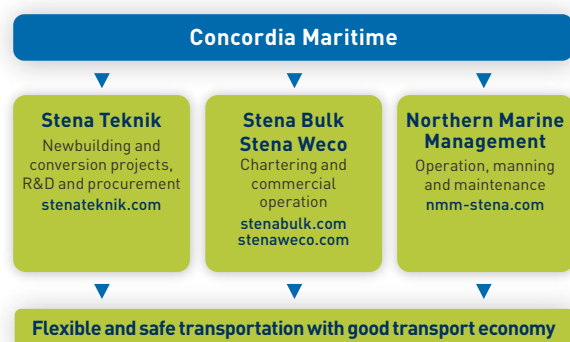 Concordia Maritime
Stena Teknik
Newbuilding and
conversion projects,
R&D and procurement
stenateknik.com
Stena Bulk
Stena Weco
Chartering and
commercial
operation
stenabulk.com
stenaweco.com
Northern Marine
Management
Operation, manning
and maintenance
nmm-stena.com
Flexible and safe transportation with good transport economy